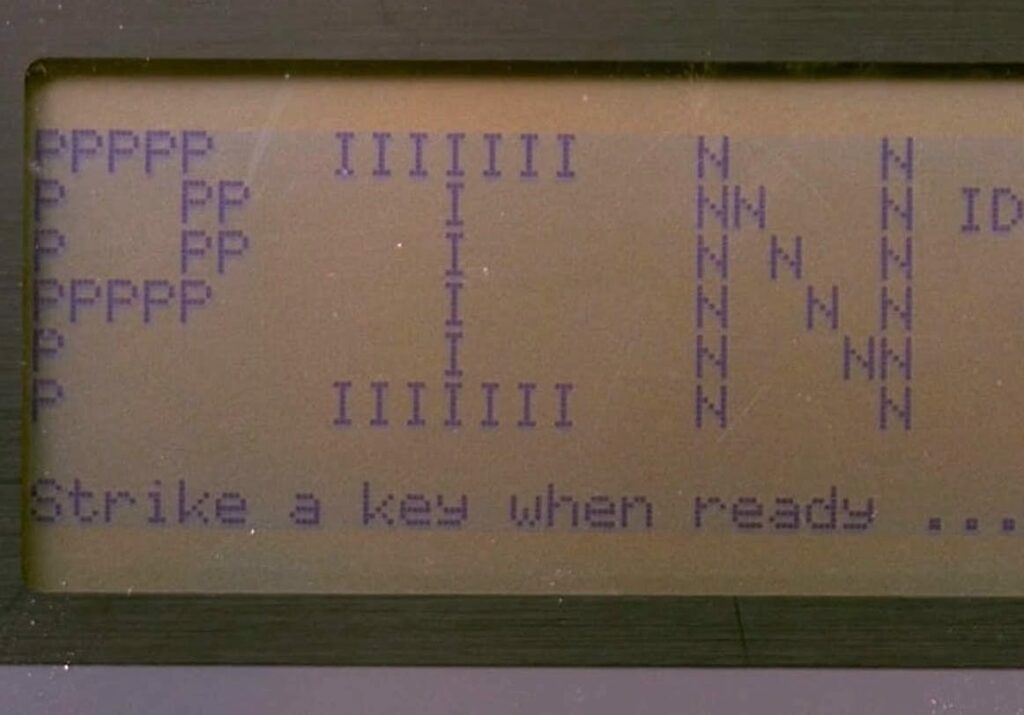 PPPPP   IIIIIII   N    N
P   PP     I      NN   N  ID
P   PP     I      N N  N
PPPPP      I      N  N N
P          I      N   NN
P       IIIIIII   N    N
Strike a key when ready ...